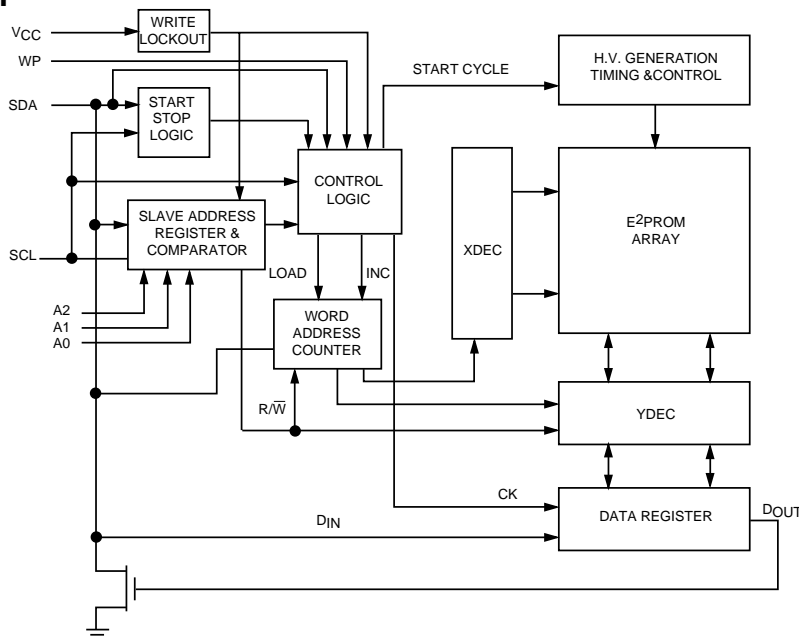 WRITE
LOCKOUT
VCC
WP
SDA
START
STOP
LOGIC
START CYCLE
H.V. GENERATION
TIMING &CONTROL
CONTROL
LOGIC
SLAVE ADDRESS
REGISTER &
COMPARATOR
SCL
XDEC
E2PROM
ARRAY
LOAD
INC
A2
A1
A0
WORD
ADDRESS
COUNTER
R/W̅
YDEC
CK
DIN
DATA REGISTER
DOUT